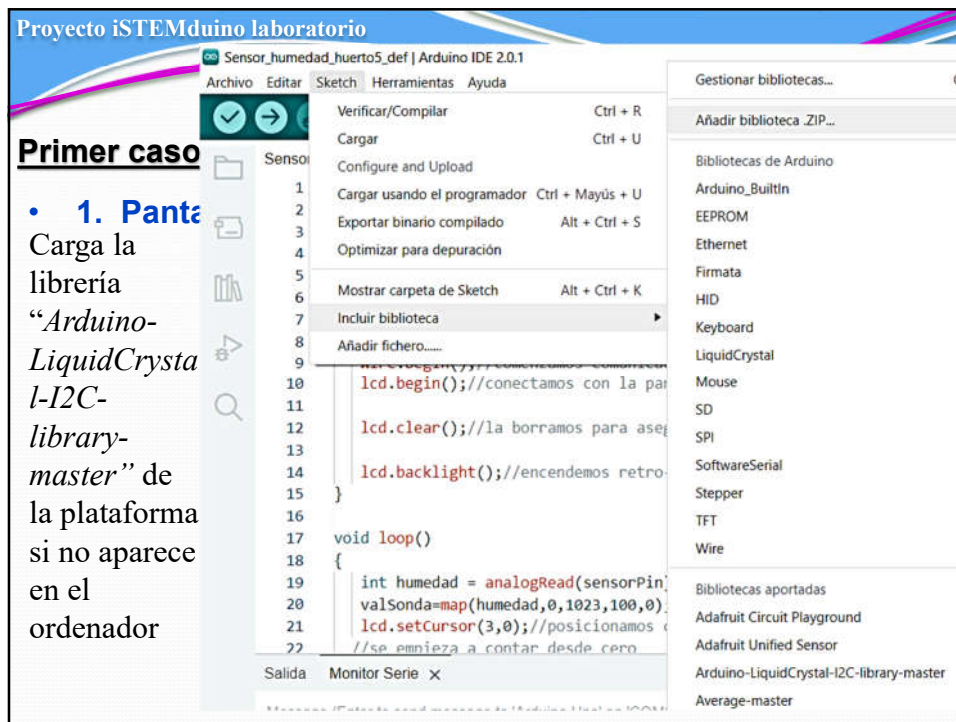 Proyecto iSTEMduino laboratorio
Primer caso
• 1. Panta
Carga la
librería
“Arduino-
LiquidCrysta
l-I2C-
library-
master” de
la plataforma
si no aparece
en el
ordenador
Sensor_humedad_huerto5_def | Arduino IDE 2.0.1
Archivo Editar Sketch Herramientas Ayuda
Verificar/Compilar Ctrl + R
Cargar Ctrl + U
Configure and Upload
Cargar usando el programador Ctrl + Mayús + U
Exportar binario compilado Alt + Ctrl + S
Optimizar para depuración
Mostrar carpeta de Sketch Alt + Ctrl + K
Incluir biblioteca
Añadir fichero......
Gestionar bibliotecas...
Añadir biblioteca .ZIP...
Bibliotecas de Arduino
Arduino_BuiltIn
EEPROM
Ethernet
Firmata
HID
Keyboard
LiquidCrystal
Mouse
SD
SPI
SoftwareSerial
Stepper
TFT
Wire
Bibliotecas aportadas
Adafruit Circuit Playground
Adafruit Unified Sensor
Arduino-LiquidCrystal-I2C-library-master
Average-master
Sensor
1
2
3
4
5
6
7
8
9
10 lcd.begin();//conectamos con la pan
11
12 lcd.clear();//la borramos para aseg
13
14 lcd.backlight();//encendemos retro-
15 }
16
17 void loop()
18 {
19 int humedad = analogRead(sensorPin)
20 valSonda=map(humedad,0,1023,100,0);
21 lcd.setCursor(3,0);//posicionamos c
22 //se empieza a contar desde cero
Salida Monitor Serie ×